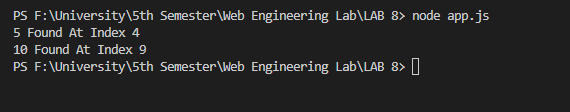 PS F:\University\5th Semester\Web Engineering Lab\LAB 8> node app.js
5 Found At Index 4
10 Found At Index 9
PS F:\University\5th Semester\Web Engineering Lab\LAB 8>